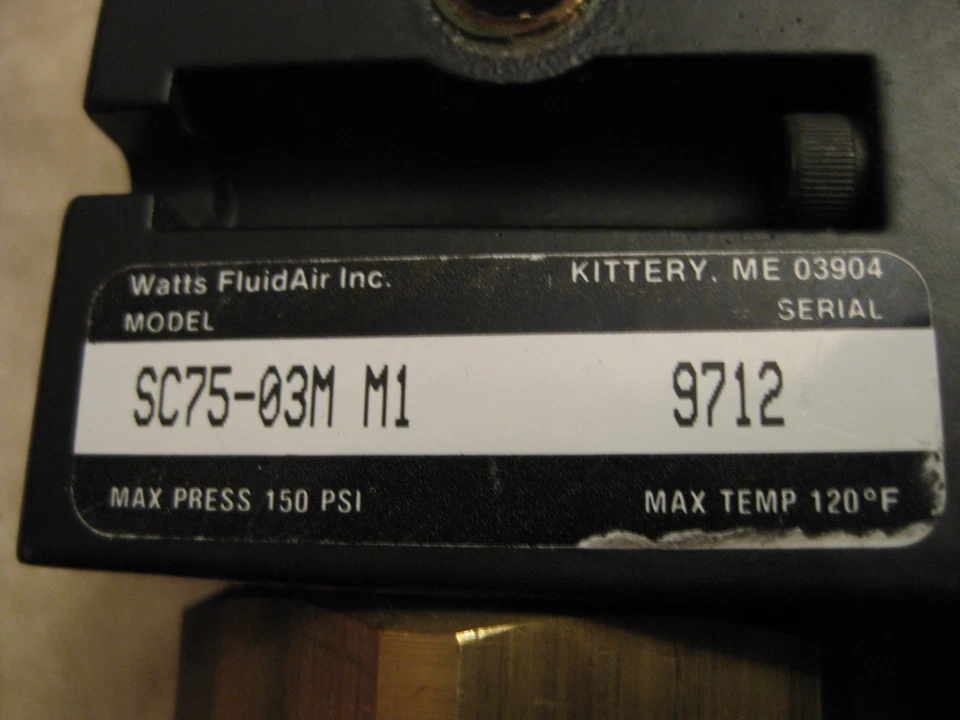 Watts FluidAir Inc. KITTERY, ME 03904
MODEL SERIAL
SC75-03M M1 9712
MAX PRESS 150 PSI MAX TEMP 120°F